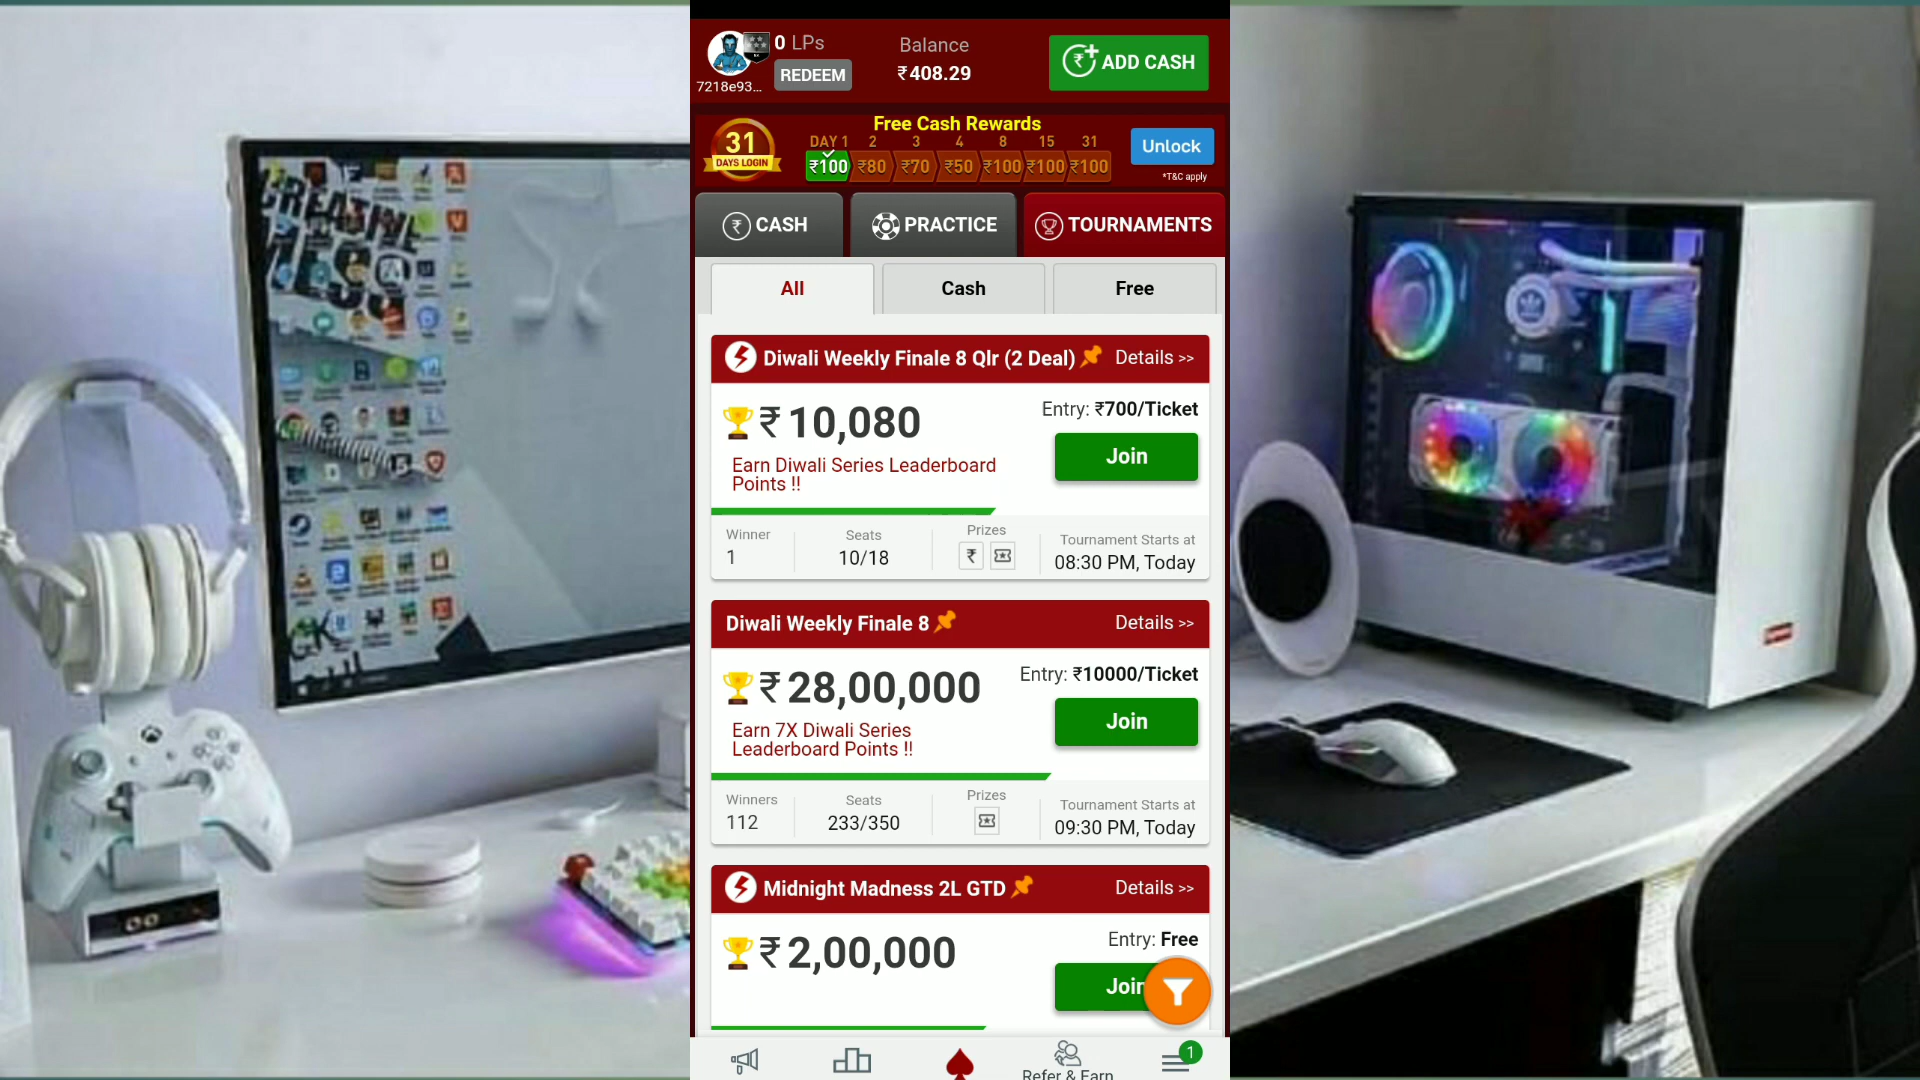 0 LPs
REDEEM
7218e93...
Balance
₹408.29
ADD CASH
31
DAYS LOGIN
Free Cash Rewards
DAY 1 2 3 4 8 15 31
₹100 ₹80 ₹70 ₹50 ₹100 ₹100 ₹100
Unlock
*T&C apply
CASH
PRACTICE
TOURNAMENTS
All
Cash
Free
Diwali Weekly Finale 8 Qlr (2 Deal)
Details >>
₹ 10,080
Entry: ₹700/Ticket
Join
Earn Diwali Series Leaderboard
Points !!
Winner
1
Seats
10/18
Prizes
₹
Tournament Starts at
08:30 PM, Today
Diwali Weekly Finale 8
Details >>
₹ 28,00,000
Entry: ₹10000/Ticket
Join
Earn 7X Diwali Series
Leaderboard Points !!
Winners
112
Seats
233/350
Prizes
Tournament Starts at
09:30 PM, Today
Midnight Madness 2L GTD
Details >>
₹ 2,00,000
Entry: Free
Join
Refer & Earn
1
CREATIVE
MESS